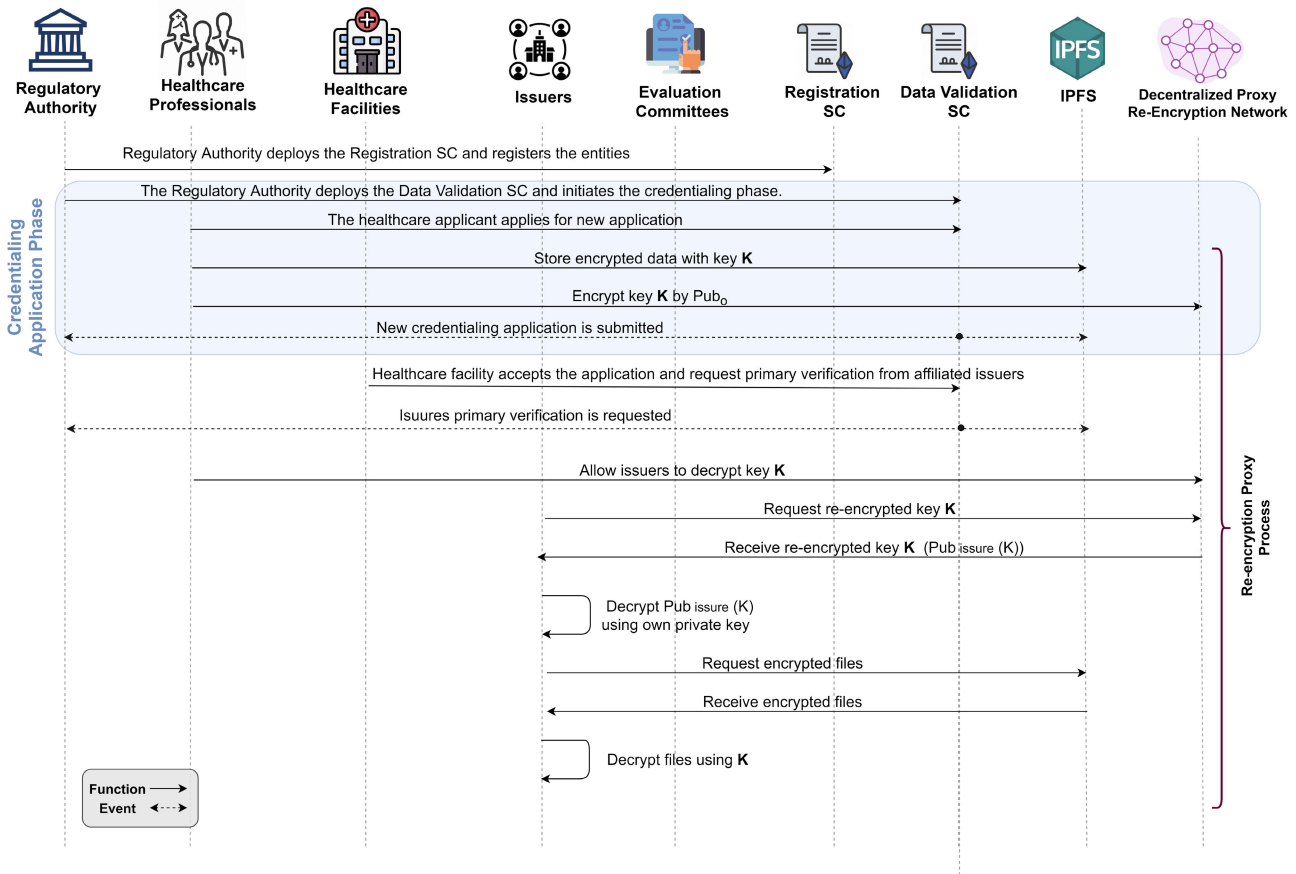 Regulatory
Authority
Healthcare
Professionals
Healthcare
Facilities
Issuers
Evaluation
Committees
Registration
SC
Data Validation
SC
IPFS
IPFS
Decentralized Proxy
Re-Encryption Network
Regulatory Authority deploys the Registration SC and registers the entities
Credentialing
Application Phase
The Regulatory Authority deploys the Data Validation SC and initiates the credentialing phase.
The healthcare applicant applies for new application
Store encrypted data with key K
Encrypt key K by Pubo
New credentialing application is submitted
Healthcare facility accepts the application and request primary verification from affiliated issuers
Isuures primary verification is requested
Allow issuers to decrypt key K
Request re-encrypted key K
Receive re-encrypted key K (Pub issure (K))
Decrypt Pub issure (K)
using own private key
Request encrypted files
Receive encrypted files
Decrypt files using K
Re-encryption Proxy
Process
Function
Event